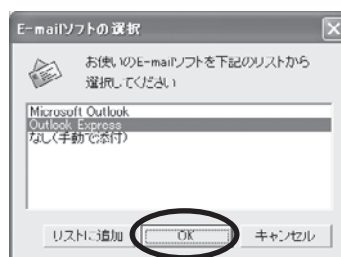 E-mailソフトの選択
お使いのE-mailソフトを下記のリストから
選択してください
Microsoft Outlook
Outlook Express
なし(手動で添付)
リストに追加
OK
キャンセル